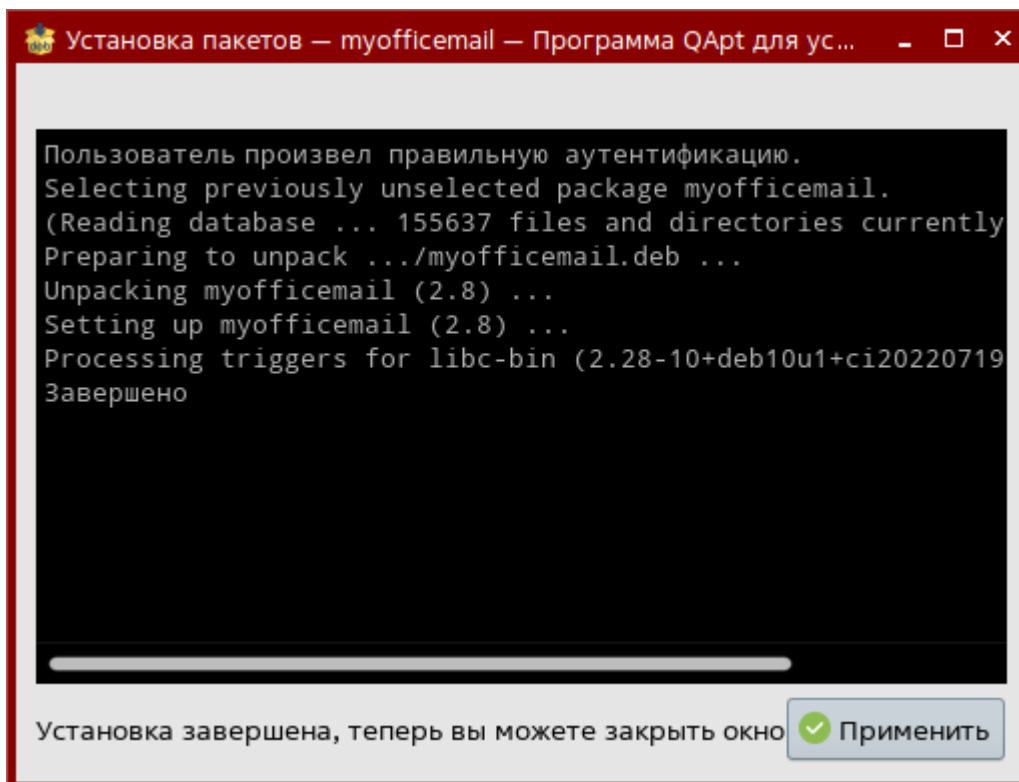 Установка пакетов — myofficemail — Программа QApt для ус...
Пользователь произвел правильную аутентификацию.
Selecting previously unselected package myofficemail.
(Reading database ... 155637 files and directories currently
Preparing to unpack .../myofficemail.deb ...
Unpacking myofficemail (2.8) ...
Setting up myofficemail (2.8) ...
Processing triggers for libc-bin (2.28-10+deb10u1+ci20220719
Завершено
Установка завершена, теперь вы можете закрыть окно Применить